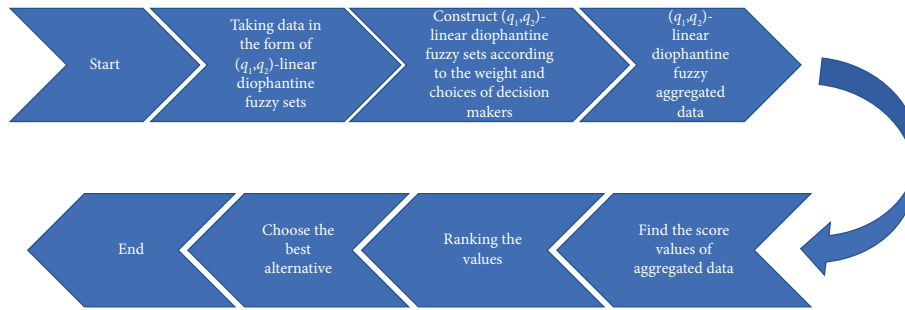 Start
Taking data in
the form of
(q₁,q₂)-linear
diophantine
fuzzy sets
Construct (q₁,q₂)-
linear diophantine
fuzzy sets according
to the weight and
choices of decision
makers
(q₁,q₂)-
linear
diophantine
fuzzy
aggregated
data
Find the score
values of
aggregated data
Ranking the
values
Choose the
best
alternative
End